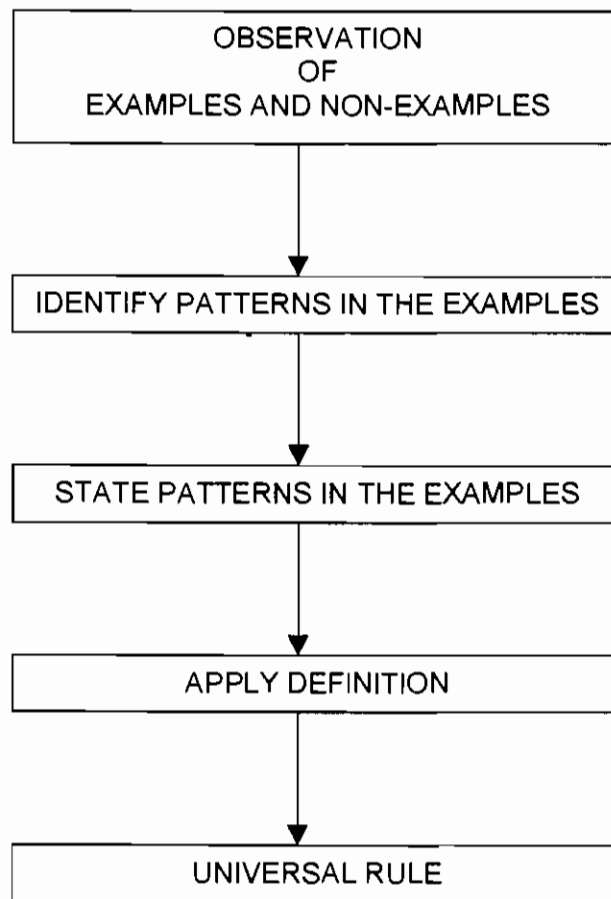 OBSERVATION
OF
EXAMPLES AND NON-EXAMPLES
IDENTIFY PATTERNS IN THE EXAMPLES
STATE PATTERNS IN THE EXAMPLES
APPLY DEFINITION
UNIVERSAL RULE